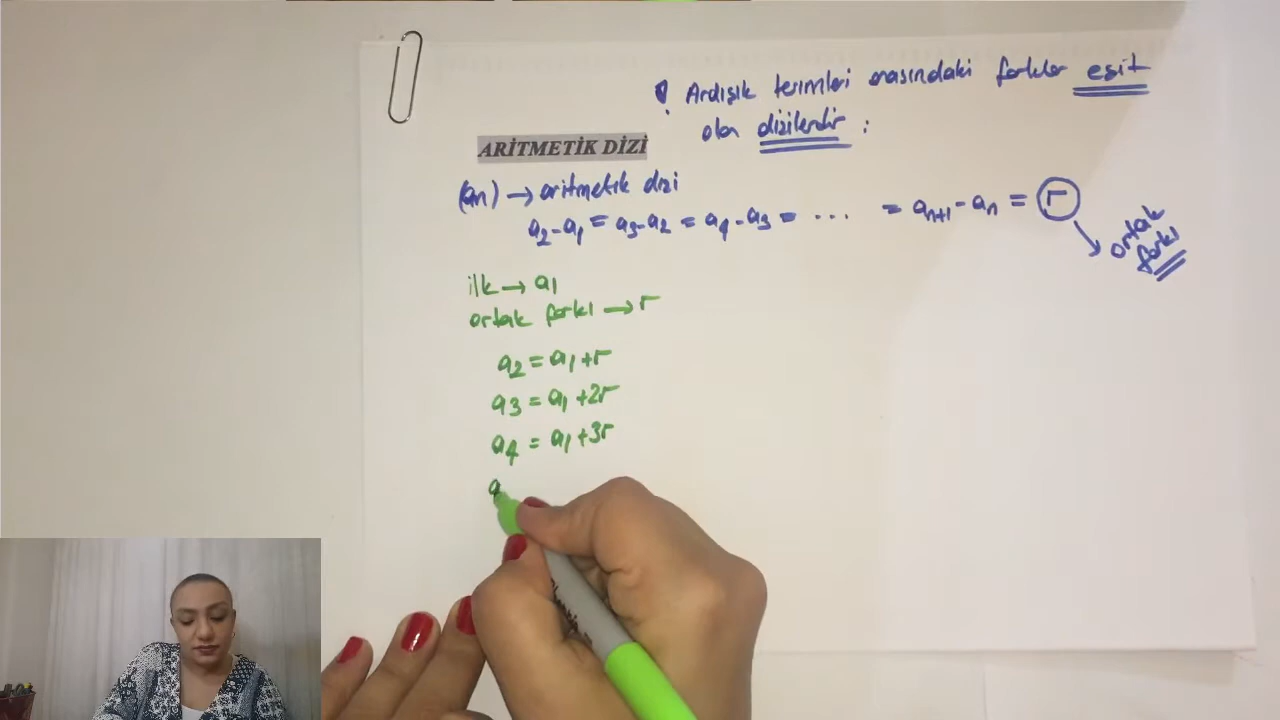 ! Ardışık terimleri arasındaki farklar eşit
olan dizilerdir :
ARİTMETİK DİZİ
(an) → aritmetik dizi
a2-a1 = a3-a2 = a4-a3 = ... = an+1-an = r
ortak
farkı
ilk → a1
ortak farkı → r
a2 = a1+r
a3 = a1+2r
a4 = a1+3r
a